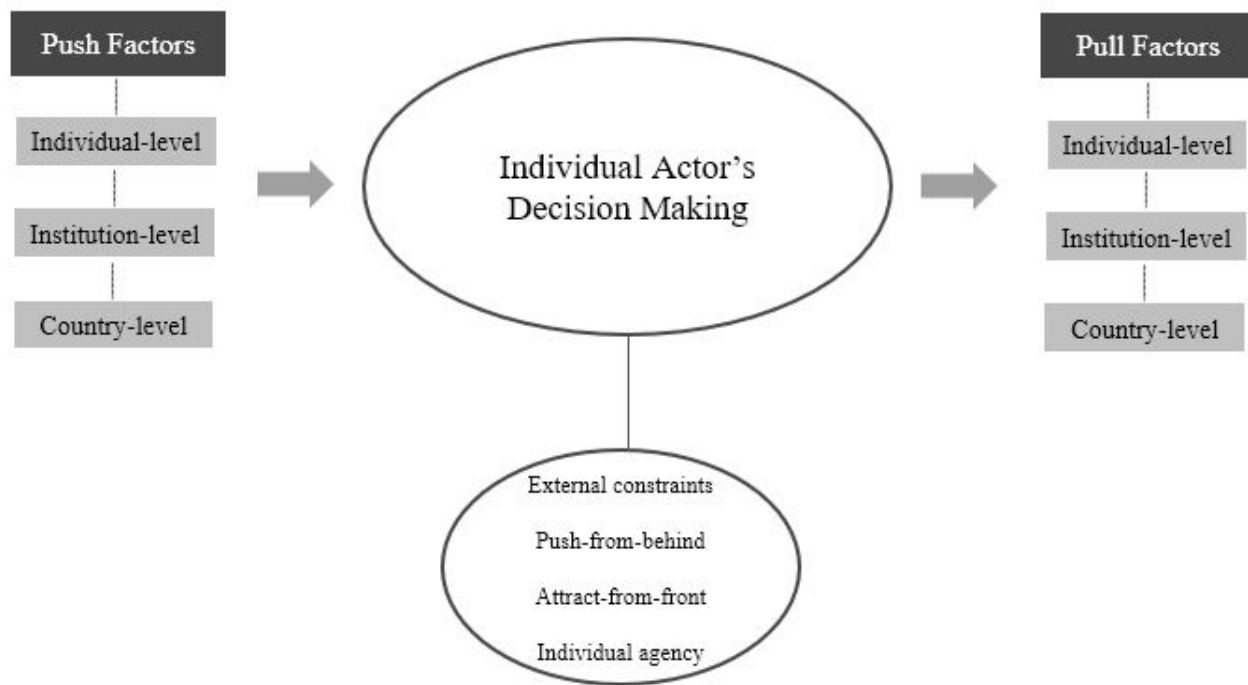 Push Factors
Individual-level
Institution-level
Country-level
Individual Actor’s
Decision Making
External constraints
Push-from-behind
Attract-from-front
Individual agency
Pull Factors
Individual-level
Institution-level
Country-level